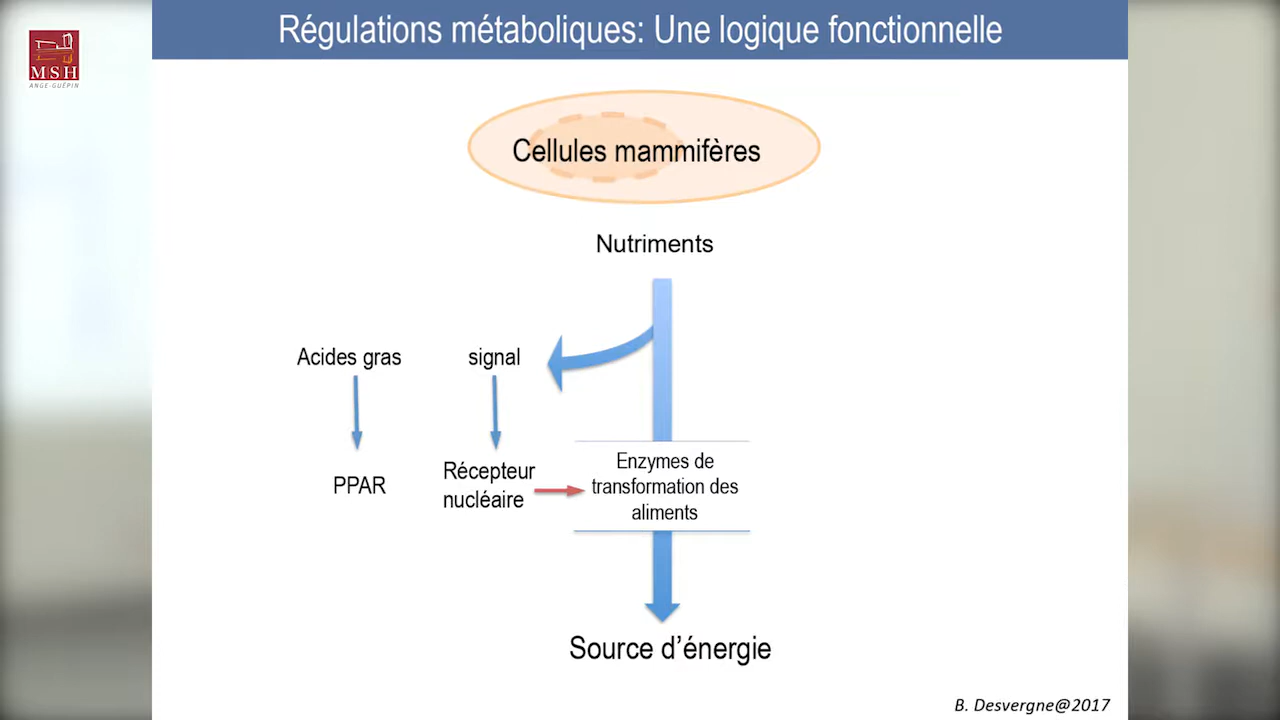 Régulations métaboliques: Une logique fonctionnelle
MSH
ANGE-GUÉPIN
Cellules mammifères
Nutriments
Acides gras
signal
PPAR
Récepteur
nucléaire
Enzymes de
transformation des
aliments
Source d'énergie
B. Desvergne@2017